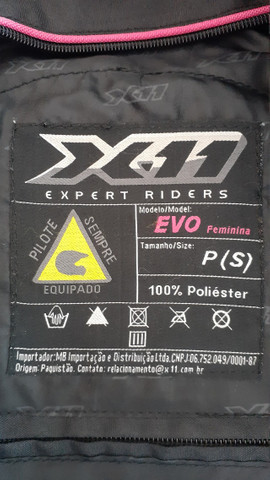 X11
EXPERT RIDERS
PILOTE SEMPRE
EQUIPADO
Modelo/Model:
EVO Feminina
Tamanho/Size:
P(S)
100% Poliéster
Importador:MB Importação e Distribuição Ltda.CNPJ.06.752.049/0001-87
Origem: Paquistão. Contato: relacionamento@x11.com.br